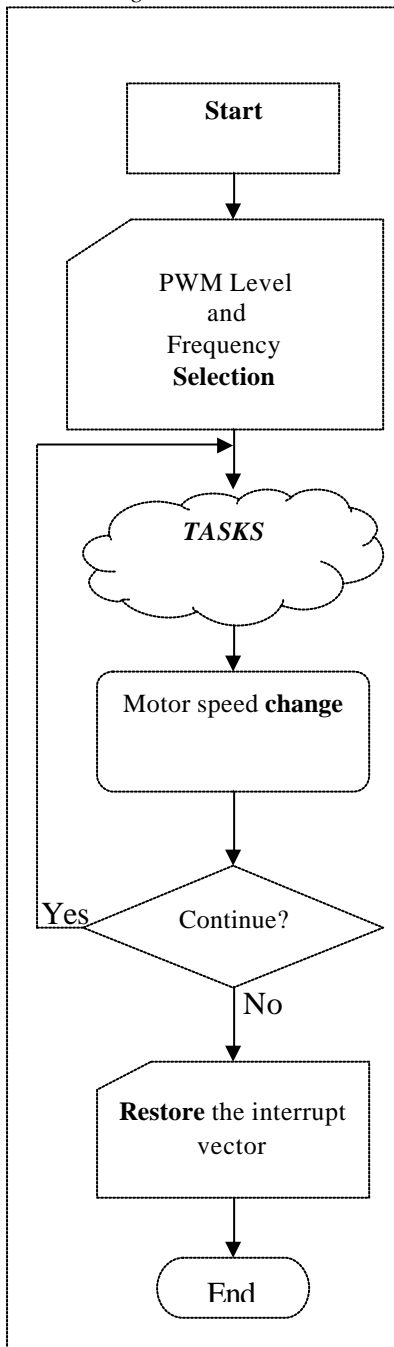 Start
PWM Level
and
Frequency
Selection
TASKS
Motor speed change
Continue?
Yes
No
Restore the interrupt
vector
End